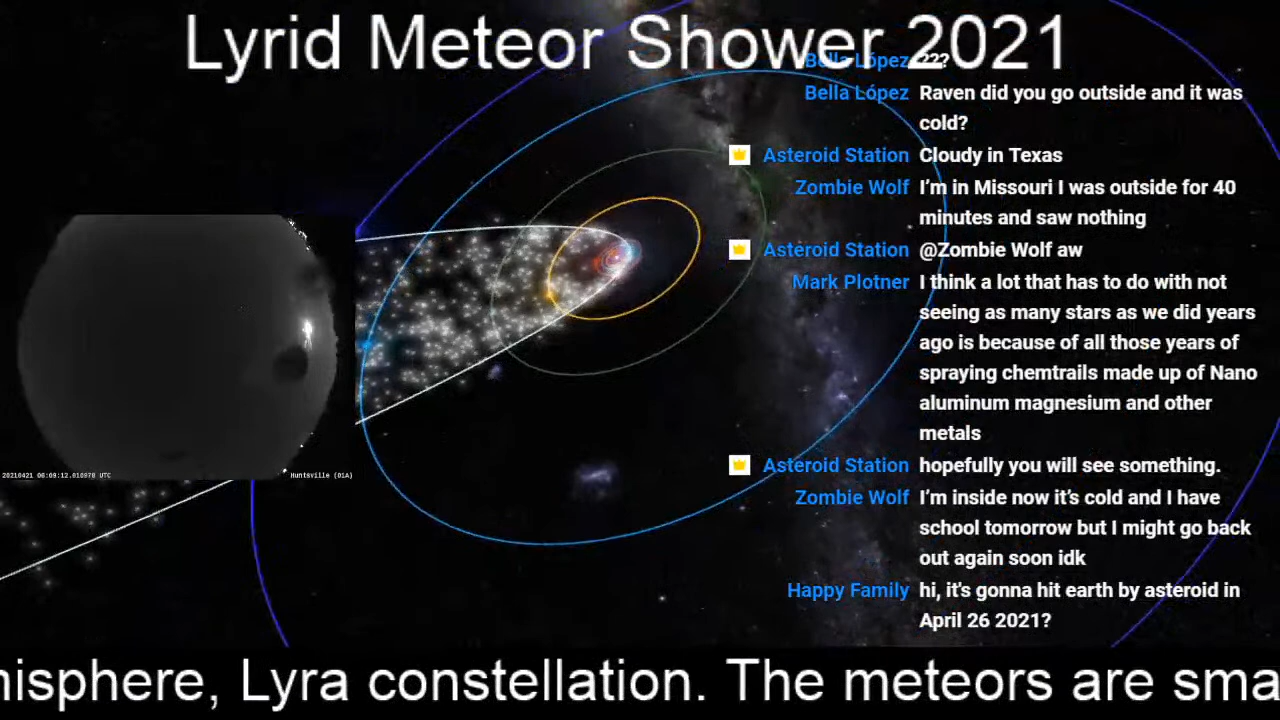 Lyrid Meteor Shower 2021
Bella López ???
Bella López Raven did you go outside and it was
cold?
Asteroid Station Cloudy in Texas
Zombie Wolf I’m in Missouri I was outside for 40
minutes and saw nothing
Asteroid Station @Zombie Wolf aw
Mark Plotner I think a lot that has to do with not
seeing as many stars as we did years
ago is because of all those years of
spraying chemtrails made up of Nano
aluminum magnesium and other
metals
Asteroid Station hopefully you will see something.
Zombie Wolf I’m inside now it’s cold and I have
school tomorrow but I might go back
out again soon idk
Happy Family hi, it's gonna hit earth by asteroid in
April 26 2021?
Huntsville (01A)
nisphere, Lyra constellation. The meteors are sma